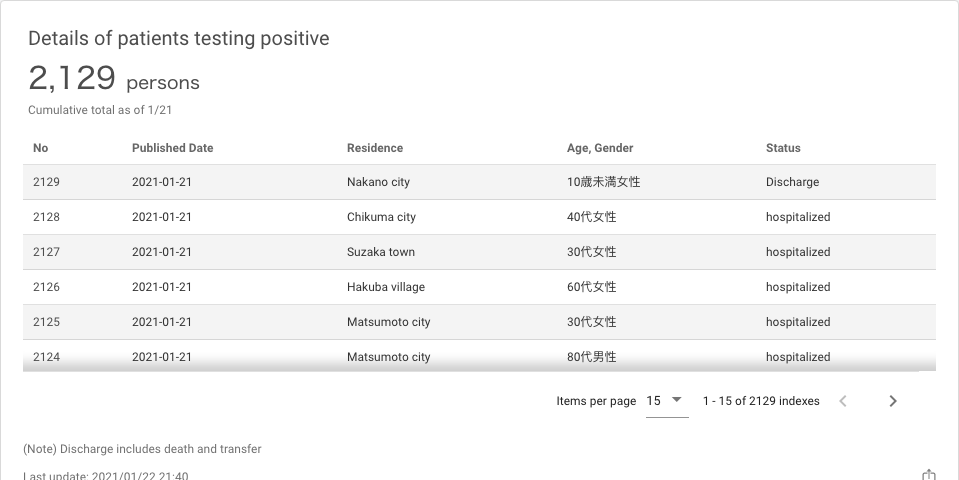 Details of patients testing positive
2,129 persons
Cumulative total as of 1/21
No Published Date Residence Age, Gender Status
2129 2021-01-21 Nakano city 10歳未満女性 Discharge
2128 2021-01-21 Chikuma city 40代女性 hospitalized
2127 2021-01-21 Suzaka town 30代女性 hospitalized
2126 2021-01-21 Hakuba village 60代女性 hospitalized
2125 2021-01-21 Matsumoto city 30代女性 hospitalized
2124 2021-01-21 Matsumoto city 80代男性 hospitalized
Items per page 15 1 - 15 of 2129 indexes
(Note) Discharge includes death and transfer
Last update: 2021/01/22 21:40